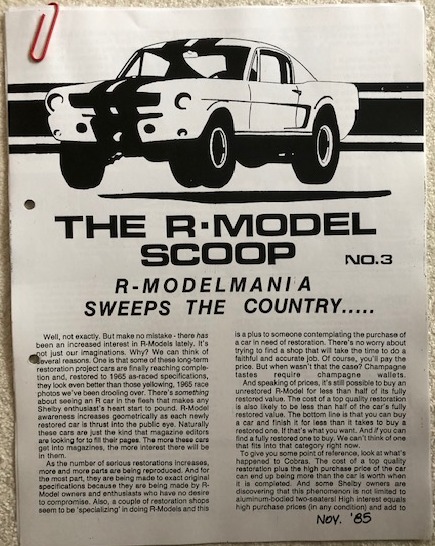 THE R·MODEL
SCOOP NO.3
R-MODELMANIA
SWEEPS THE COUNTRY.....
Well, not exactly. But make no mistake - there has
been an increased interest in R-Models lately. It's
not just our imaginations. Why? We can think of
several reasons. One is that some of these long-term
restoration project cars are finally reaching comple-
tion and, restored to 1965 as-raced specifications,
they look even better than those yellowing, 1965 race
photos we've been drooling over. There's something
about seeing an R car in the flesh that makes any
Shelby enthusiast's heart start to pound. R-Model
awareness increases geometrically as each newly
restored car is thrust into the public eye. Naturally
these cars are just the kind that magazine editors
are looking for to fill their pages. The more these cars
get into magazines, the more interest there will be
in them.
As the number of serious restorations increases,
more and more parts are being reproduced. And for
the most part, they are being made to exact original
specifications because they are being made by R-
Model owners and enthusiasts who have no desire
to compromise. Also, a couple of restoration shops
seem to be 'specializing' in doing R-Models and this
is a plus to someone contemplating the purchase of
a car in need of restoration. There's no worry about
trying to find a shop that will take the time to do a
faithful and accurate job. Of course, you'll pay the
price. But when wasn't that the case? Champagne
tastes require champagne wallets.
And speaking of prices, it's still possible to buy an
unrestored R-Model for less than half of its fully
restored value. The cost of a top quality restoration
is also likely to be less than half of the car's fully
restored value. The bottom line is that you can buy
a car and finish it for less than it takes to buy a
restored one. If that's what you want. And if you can
find a fully restored one to buy. We can't think of one
that fits into that category right now.
To give you some point of reference, look at what's
happened to Cobras. The cost of a top quality
restoration plus the high purchase price of the car
can end up being more than the car is worth when
it is completed. And some Shelby owners are
discovering that this phenomenon is not limited to
aluminum-bodied two-seaters! High interest equals
high purchase prices (in any condition) and add to
NOV. '85